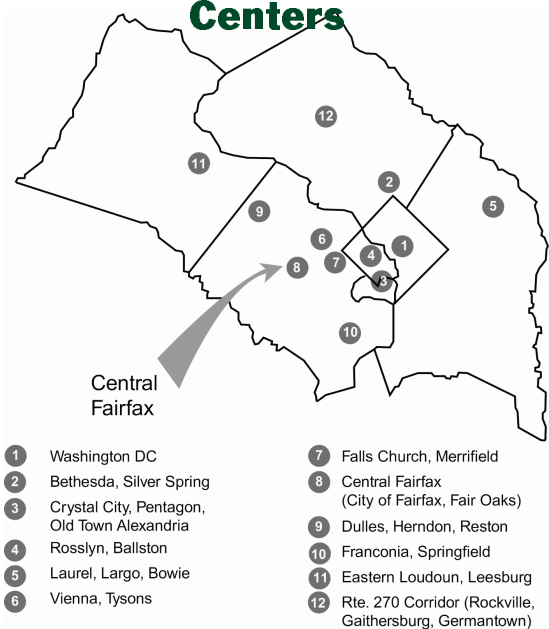 Centers
12
11
2
5
9
6
1
4
7
8
3
10
Central
Fairfax
1 Washington DC
2 Bethesda, Silver Spring
3 Crystal City, Pentagon,
Old Town Alexandria
4 Rosslyn, Ballston
5 Laurel, Largo, Bowie
6 Vienna, Tysons
7 Falls Church, Merrifield
8 Central Fairfax
(City of Fairfax, Fair Oaks)
9 Dulles, Herndon, Reston
10 Franconia, Springfield
11 Eastern Loudoun, Leesburg
12 Rte. 270 Corridor (Rockville,
Gaithersburg, Germantown)